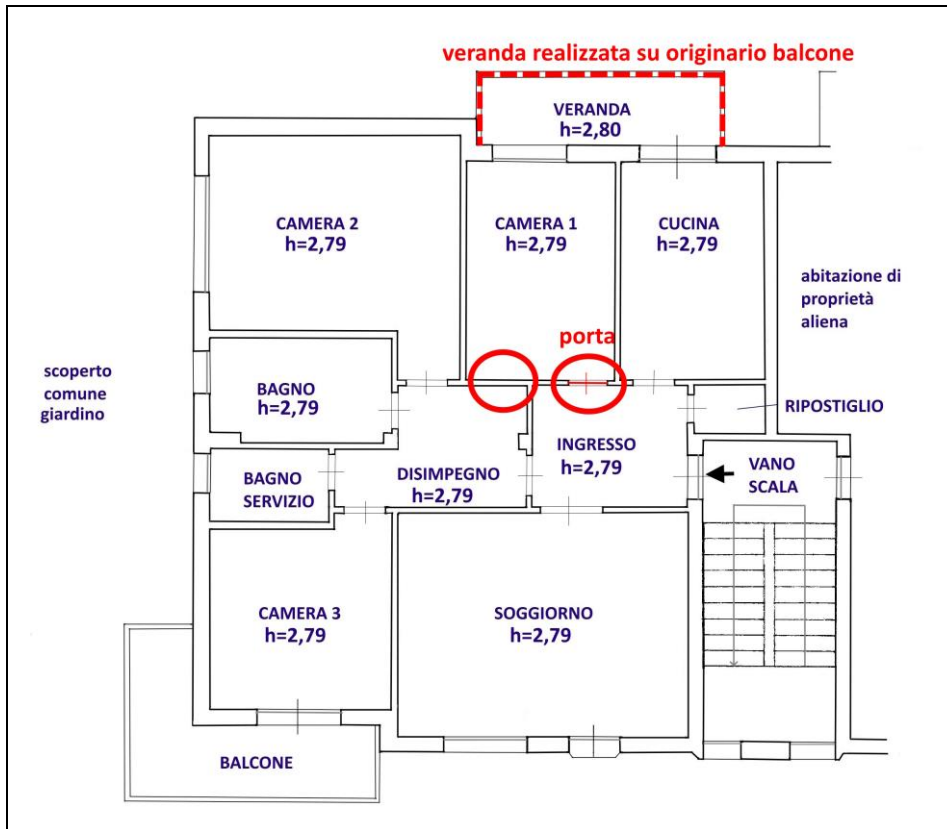 veranda realizzata su originario balcone
VERANDA
h=2,80
CAMERA 2
h=2,79
CAMERA 1
h=2,79
CUCINA
h=2,79
abitazione di
proprietà
aliena
porta
scoperto
comune
giardino
BAGNO
h=2,79
RIPOSTIGLIO
INGRESSO
h=2,79
DISIMPEGNO
h=2,79
BAGNO
SERVIZIO
VANO
SCALA
CAMERA 3
h=2,79
SOGGIORNO
h=2,79
BALCONE